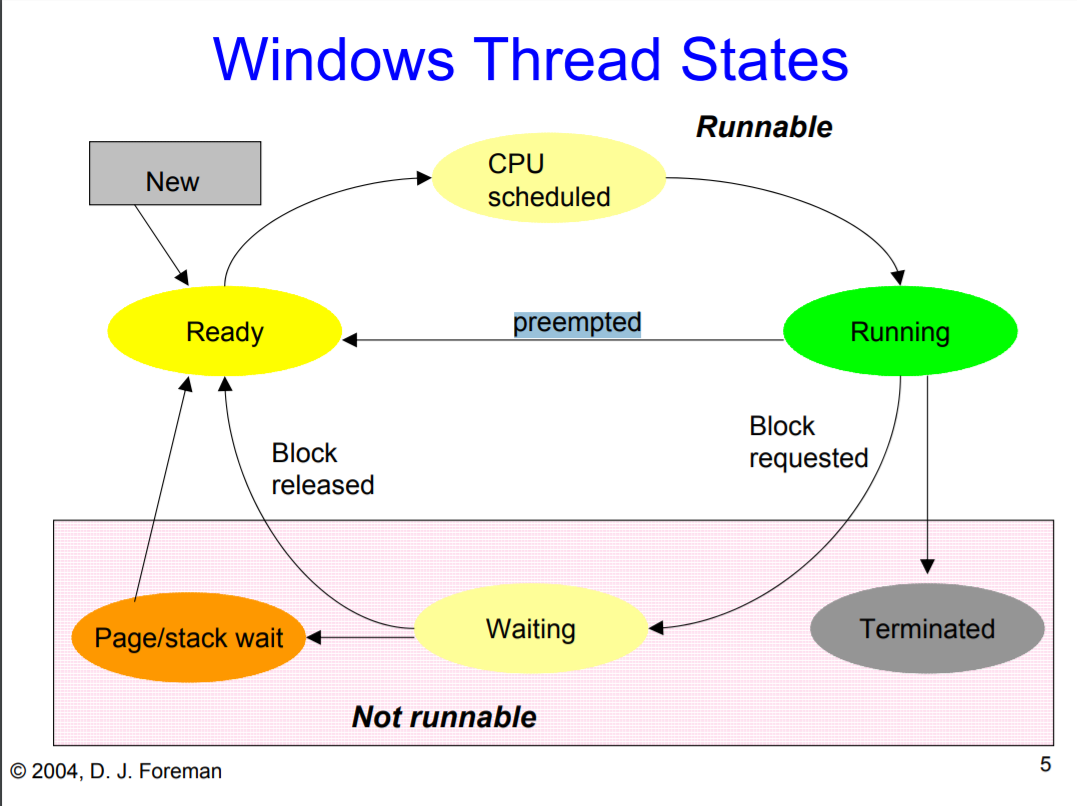 Windows Thread States
Runnable
New
CPU
scheduled
Ready
preempted
Running
Block
released
Block
requested
Page/stack wait
Waiting
Terminated
Not runnable
© 2004, D. J. Foreman
5